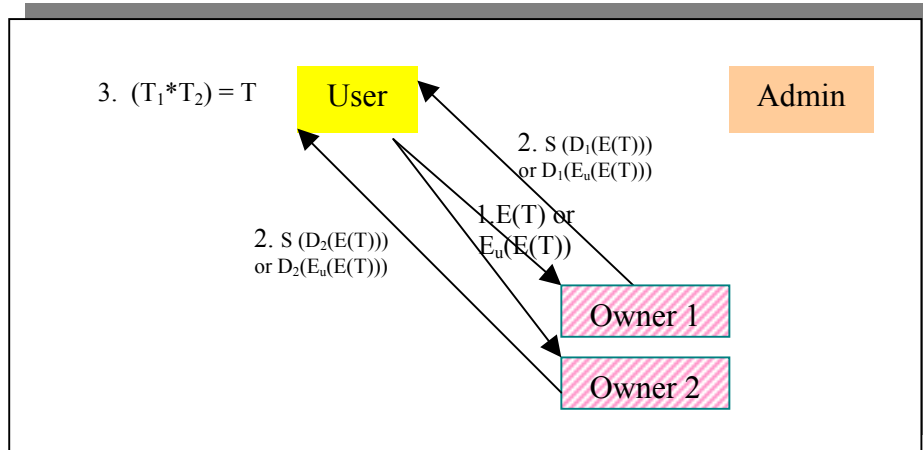 3. (T₁*T₂) = T
User
Admin
2. S (D₁(E(T)))
or D₁(Eᵤ(E(T)))
1.E(T) or
Eᵤ(E(T))
2. S (D₂(E(T)))
or D₂(Eᵤ(E(T)))
Owner 1
Owner 2